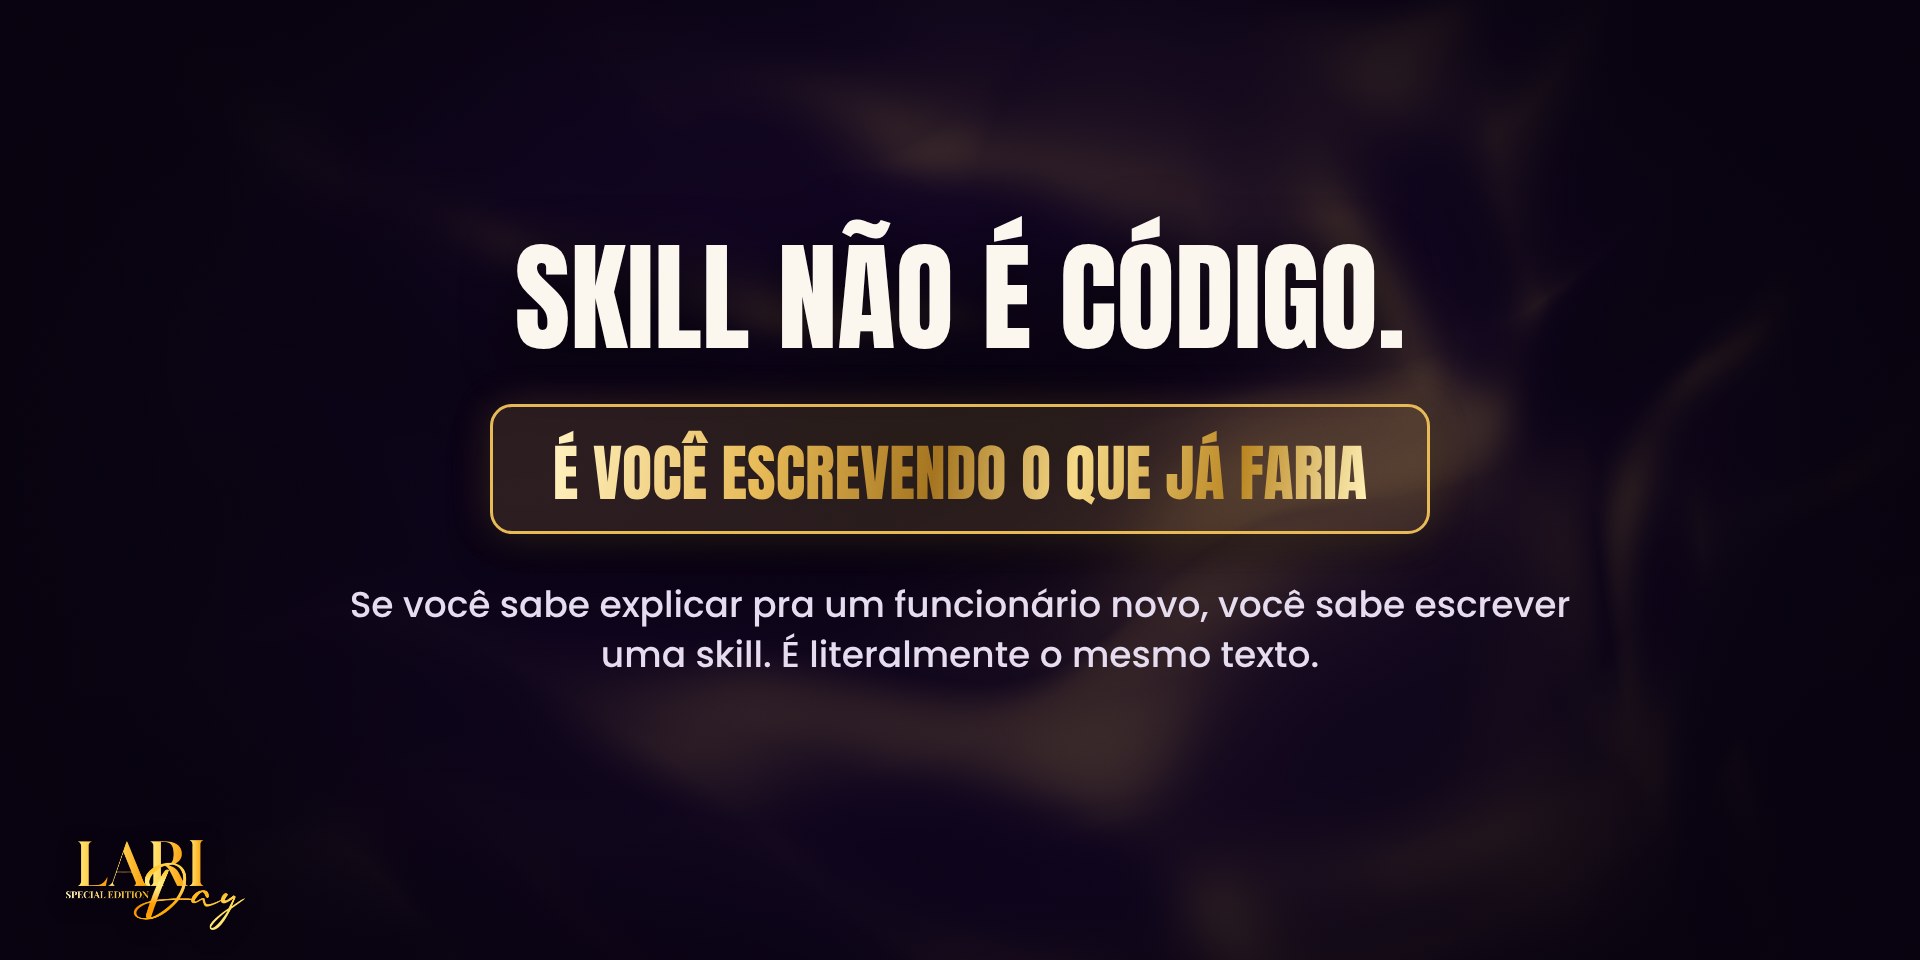 SKILL NÃO É CÓDIGO.
É VOCÊ ESCREVENDO O QUE JÁ FARIA
Se você sabe explicar pra um funcionário novo, você sabe escrever
uma skill. É literalmente o mesmo texto.
LABI
SPECIAL EDITION
Day